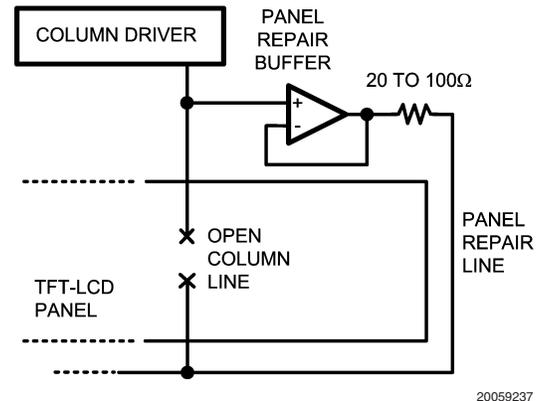 COLUMN DRIVER
PANEL
REPAIR
BUFFER
20 TO 100Ω
+
-
OPEN
COLUMN
LINE
PANEL
REPAIR
LINE
TFT-LCD
PANEL
20059237